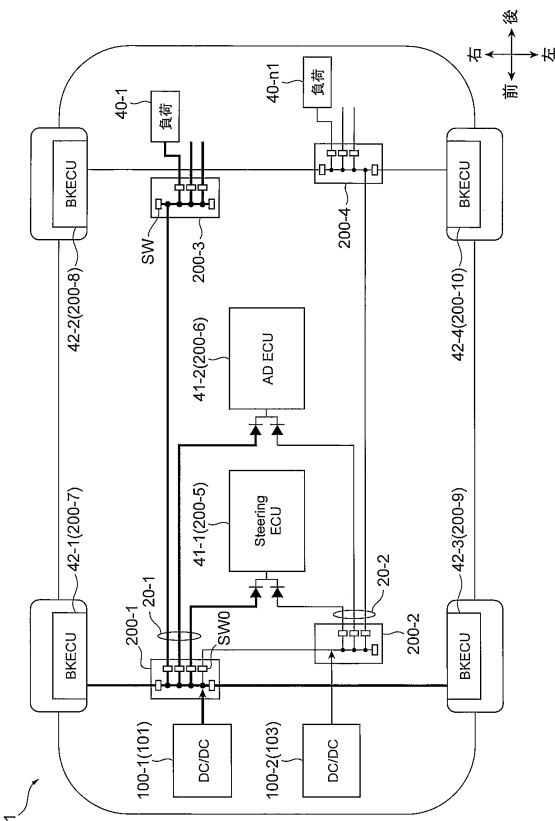 1
42-1(200-7)
42-2(200-8)
BKECU
BKECU
右
前
後
左
200-1
20-1
SW0
SW
40-1
負荷
200-3
100-1(101)
DC/DC
41-1(200-5)
Steering
ECU
41-2(200-6)
AD ECU
40-n1
負荷
200-4
100-2(103)
DC/DC
20-2
200-2
42-3(200-9)
42-4(200-10)
BKECU
BKECU